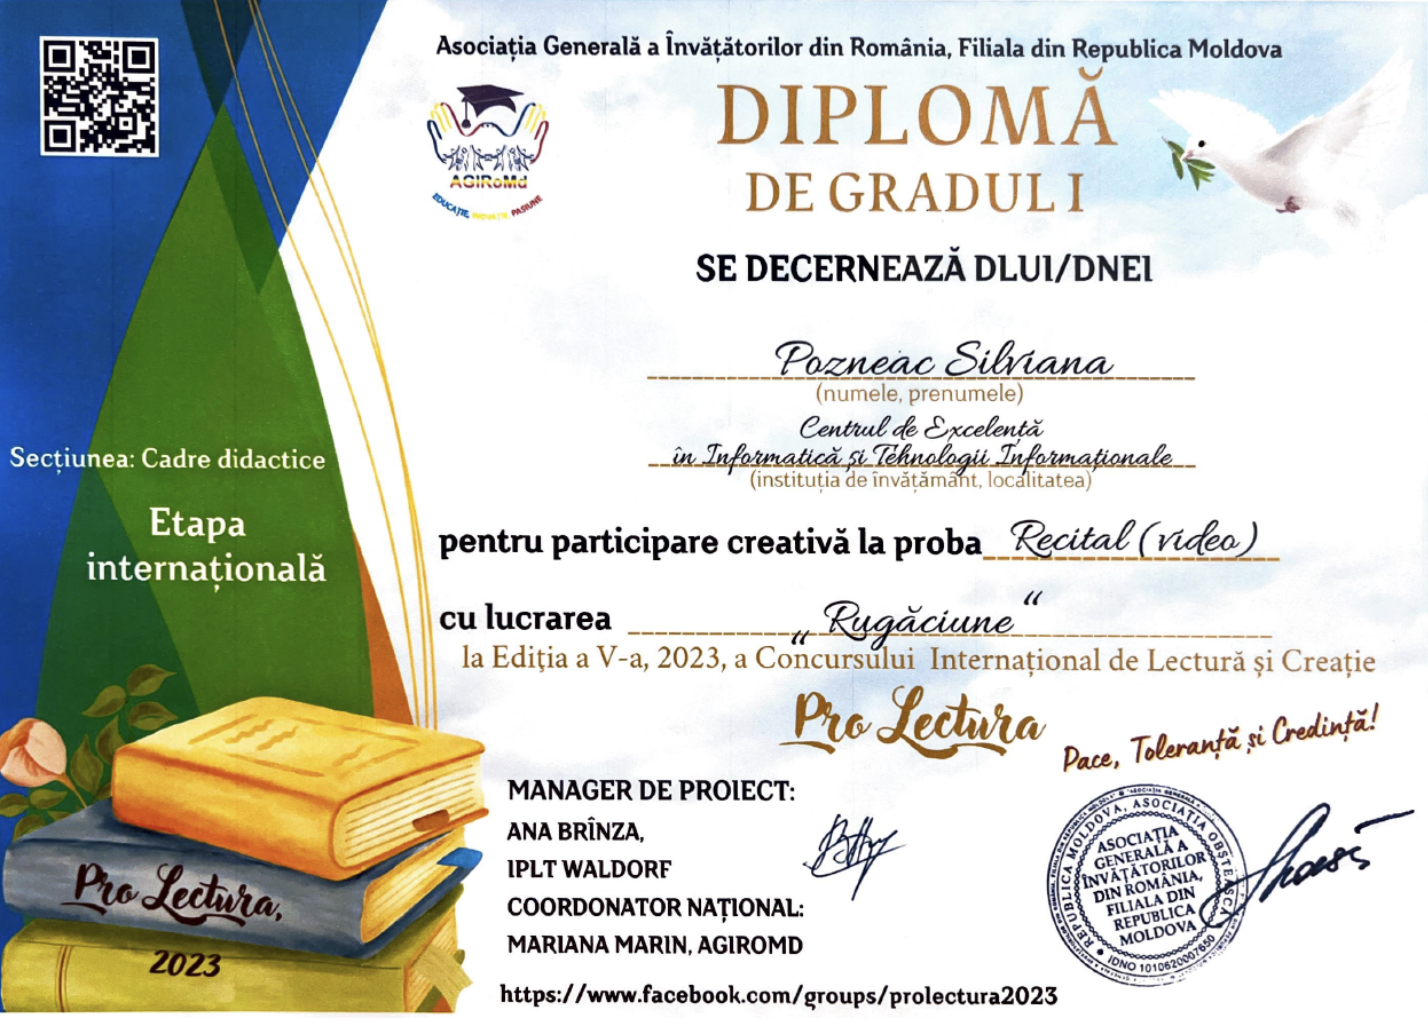 Asociația Generală a Învățătorilor din România, Filiala din Republica Moldova
AGIRoMd
EDUCAȚIE, INOVAȚIE, PASIUNE
DIPLOMĂ
DE GRADUL I
SE DECERNEAZĂ DLUI/DNEI
Pozneac Silviana
(numele, prenumele)
Centrul de Excelență
în Informatică și Tehnologii Informaționale
(instituția de învățământ, localitatea)
Secțiunea: Cadre didactice
Etapa
internațională
pentru participare creativă la proba Recital (video)
cu lucrarea „Rugăciune“
la Ediția a V-a, 2023, a Concursului Internațional de Lectură și Creație
Pro Lectura
Pace, Toleranță și Credință!
MANAGER DE PROIECT:
ANA BRÎNZA,
IPLT WALDORF
COORDONATOR NAȚIONAL:
MARIANA MARIN, AGIROMD
https://www.facebook.com/groups/prolectura2023
Pro Lectura,
2023
REPUBLICA MOLDOVA, ASOCIAȚIA OBȘTEASCĂ
ASOCIAȚIA
GENERALĂ A
ÎNVĂȚĂTORILOR
DIN ROMÂNIA,
FILIALA DIN
REPUBLICA
MOLDOVA
IDNO 1010620007650